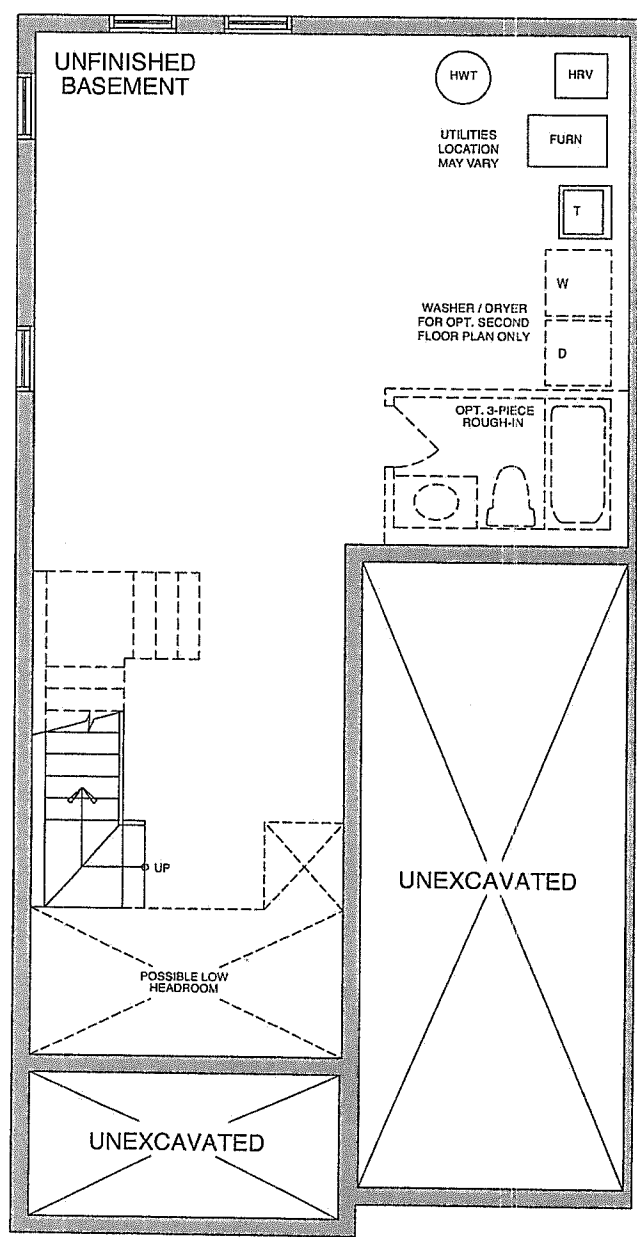 UNFINISHED
BASEMENT
HWT
HRV
UTILITIES
LOCATION
MAY VARY
FURN
T
W
WASHER / DRYER
FOR OPT. SECOND
FLOOR PLAN ONLY
D
OPT. 3-PIECE
ROUGH-IN
UP
UNEXCAVATED
POSSIBLE LOW
HEADROOM
UNEXCAVATED